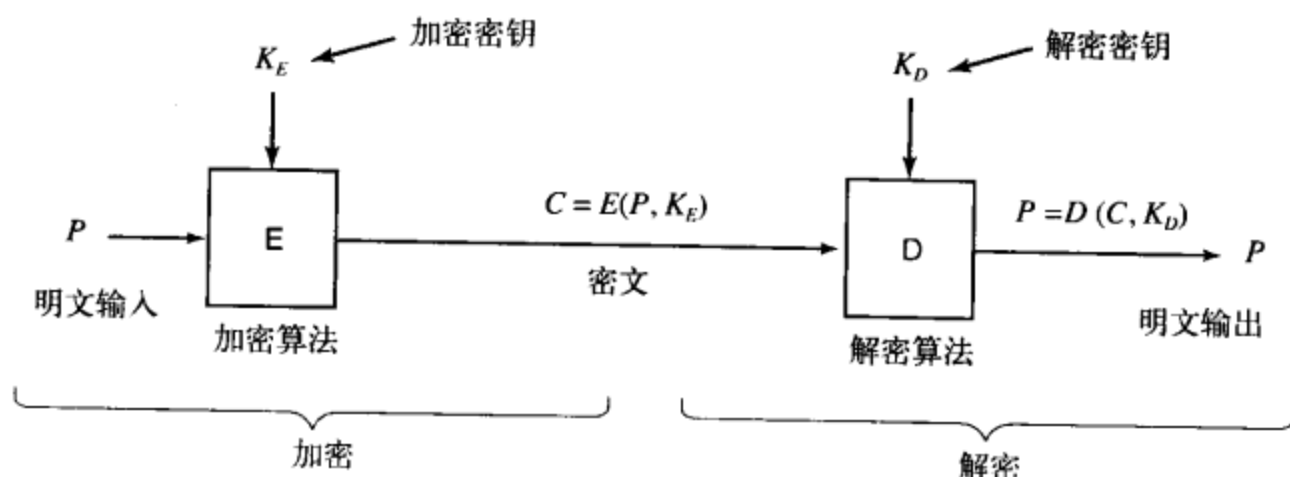 加密密钥
K_E
解密密钥
K_D
C = E(P, K_E)
P = D (C, K_D)
P
E
D
P
明文输入
密文
明文输出
加密算法
解密算法
加密
解密